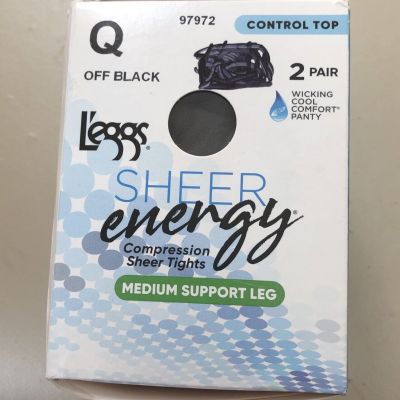 97972
CONTROL TOP
Q
OFF BLACK
2 PAIR
WICKING
COOL
COMFORT®
PANTY
L'eggs®
SHEER
energy®
Compression
Sheer Tights
MEDIUM SUPPORT LEG